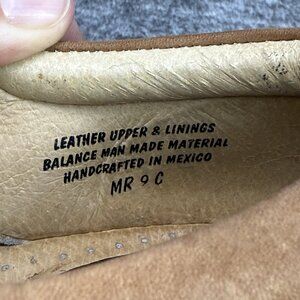 LEATHER UPPER & LININGS
BALANCE MAN MADE MATERIAL
HANDCRAFTED IN MEXICO
MR 9 C